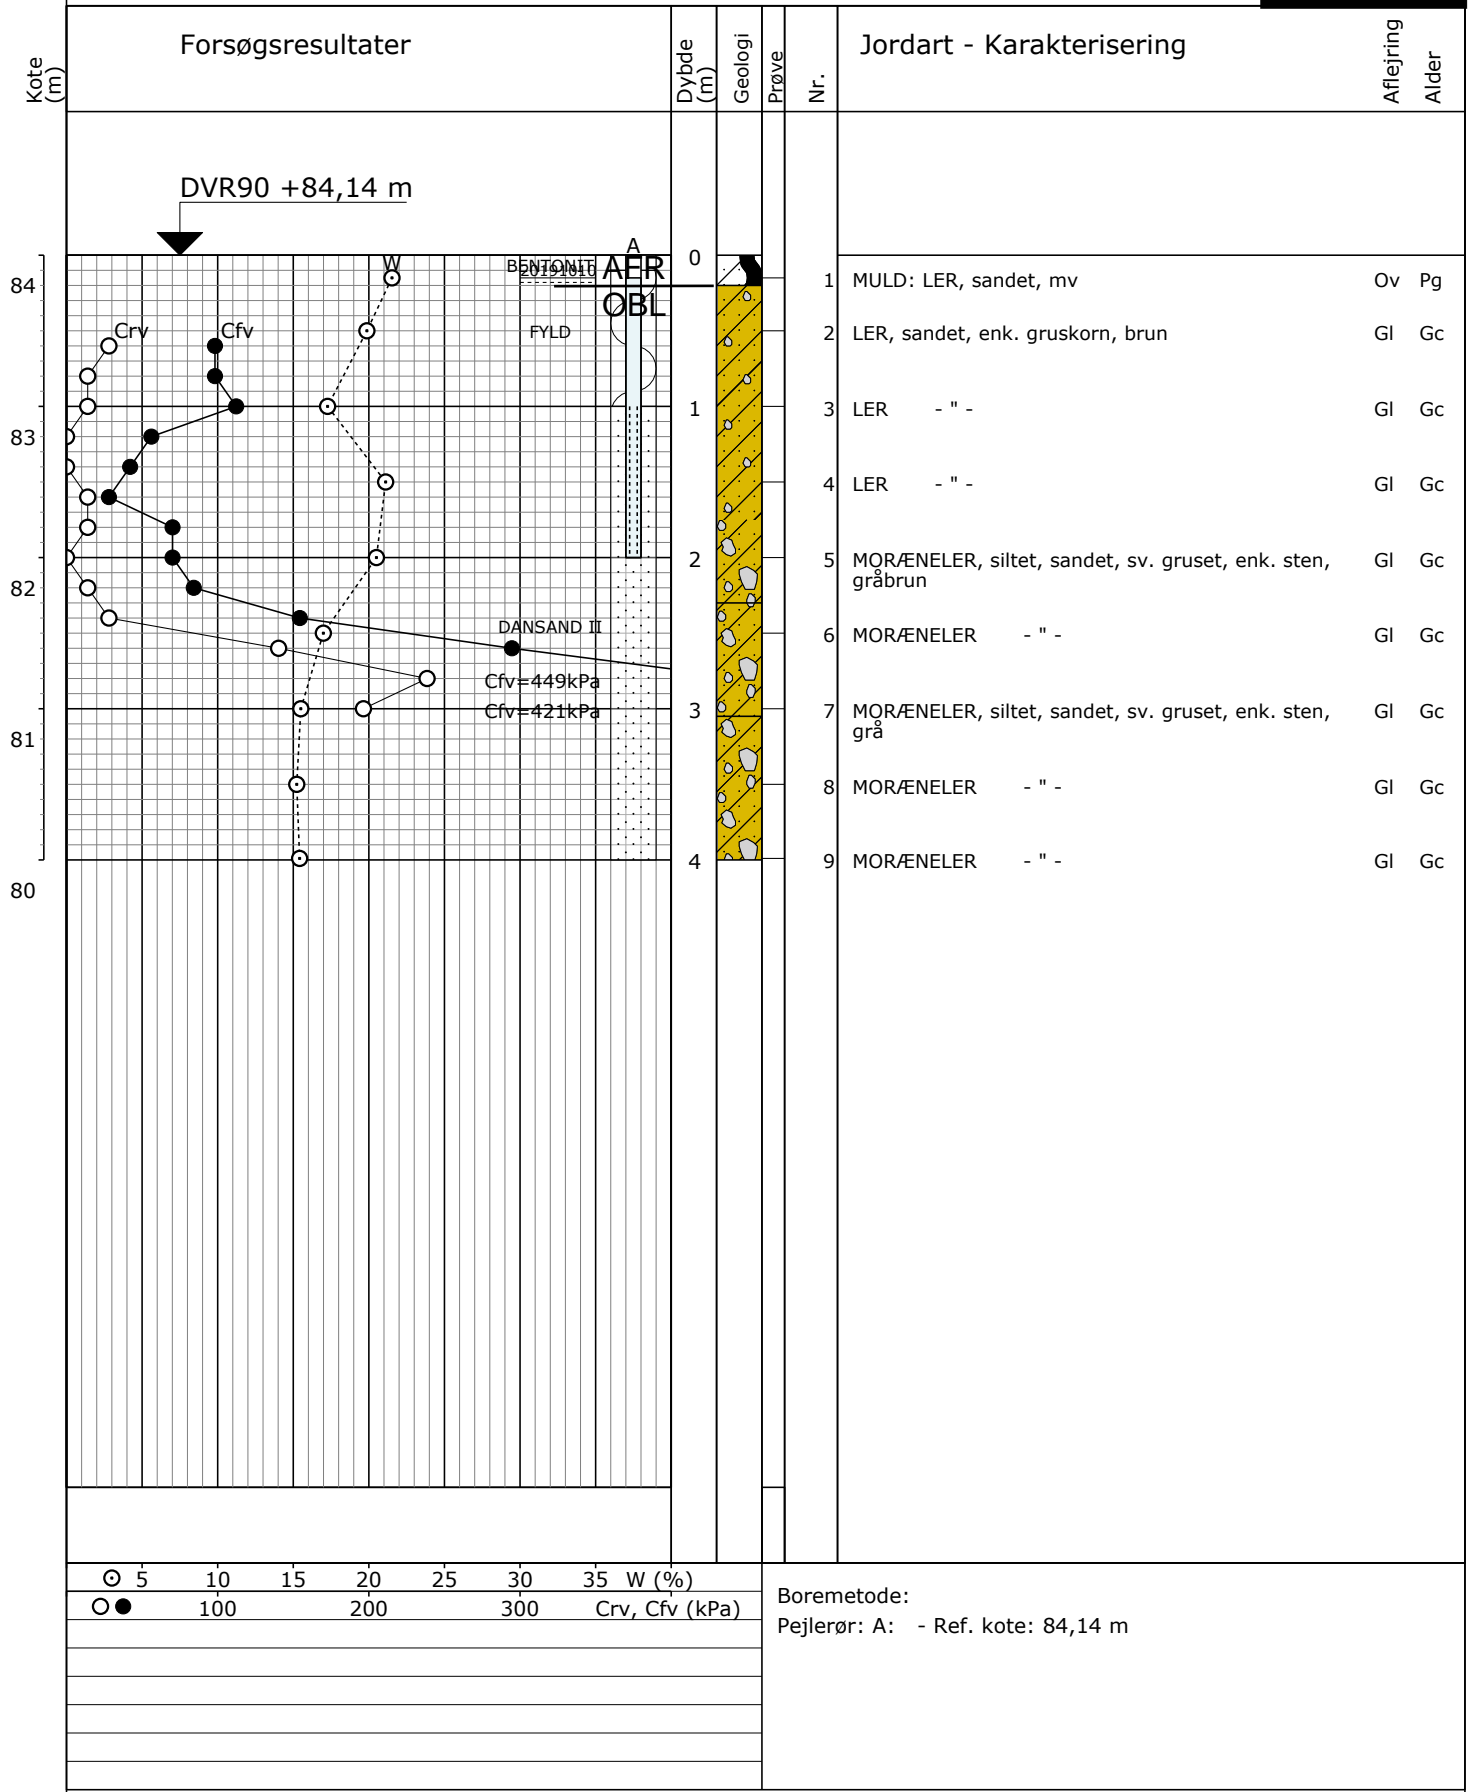 Kote (m)
Forsøgsresultater
Dybde (m)
Geologi
Prøve
Nr.
Jordart - Karakterisering
Aflejring
Alder
DVR90 +84,14 m
A
0
W
BENTONIT
20191010
AFR
84
1 MULD: LER, sandet, mv Ov Pg
OBL
Crv Cfv
FYLD
2 LER, sandet, enk. gruskorn, brun Gl Gc
1
3 LER - " - Gl Gc
83
4 LER - " - Gl Gc
2
5 MORÆNELER, siltet, sandet, sv. gruset, enk. sten, Gl Gc
gråbrun
82
DANSAND II
6 MORÆNELER - " - Gl Gc
Cfv=449kPa
Cfv=421kPa
3
7 MORÆNELER, siltet, sandet, sv. gruset, enk. sten, Gl Gc
grå
81
8 MORÆNELER - " - Gl Gc
4
9 MORÆNELER - " - Gl Gc
80
5 10 15 20 25 30 35 W (%)
100 200 300 Crv, Cfv (kPa)
Boremetode:
Pejlerør: A: - Ref. kote: 84,14 m